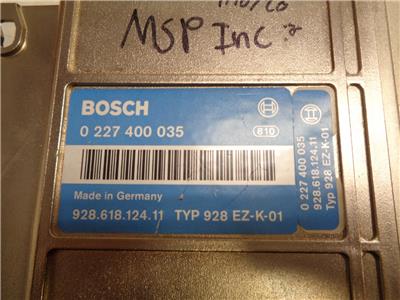 MSP Inc.
BOSCH
0 227 400 035
610
Made in Germany
928.618.124.11 TYP 928 EZ-K-01
0 227 400 035
928.618.124.11
Typ 928 EZ-K-01